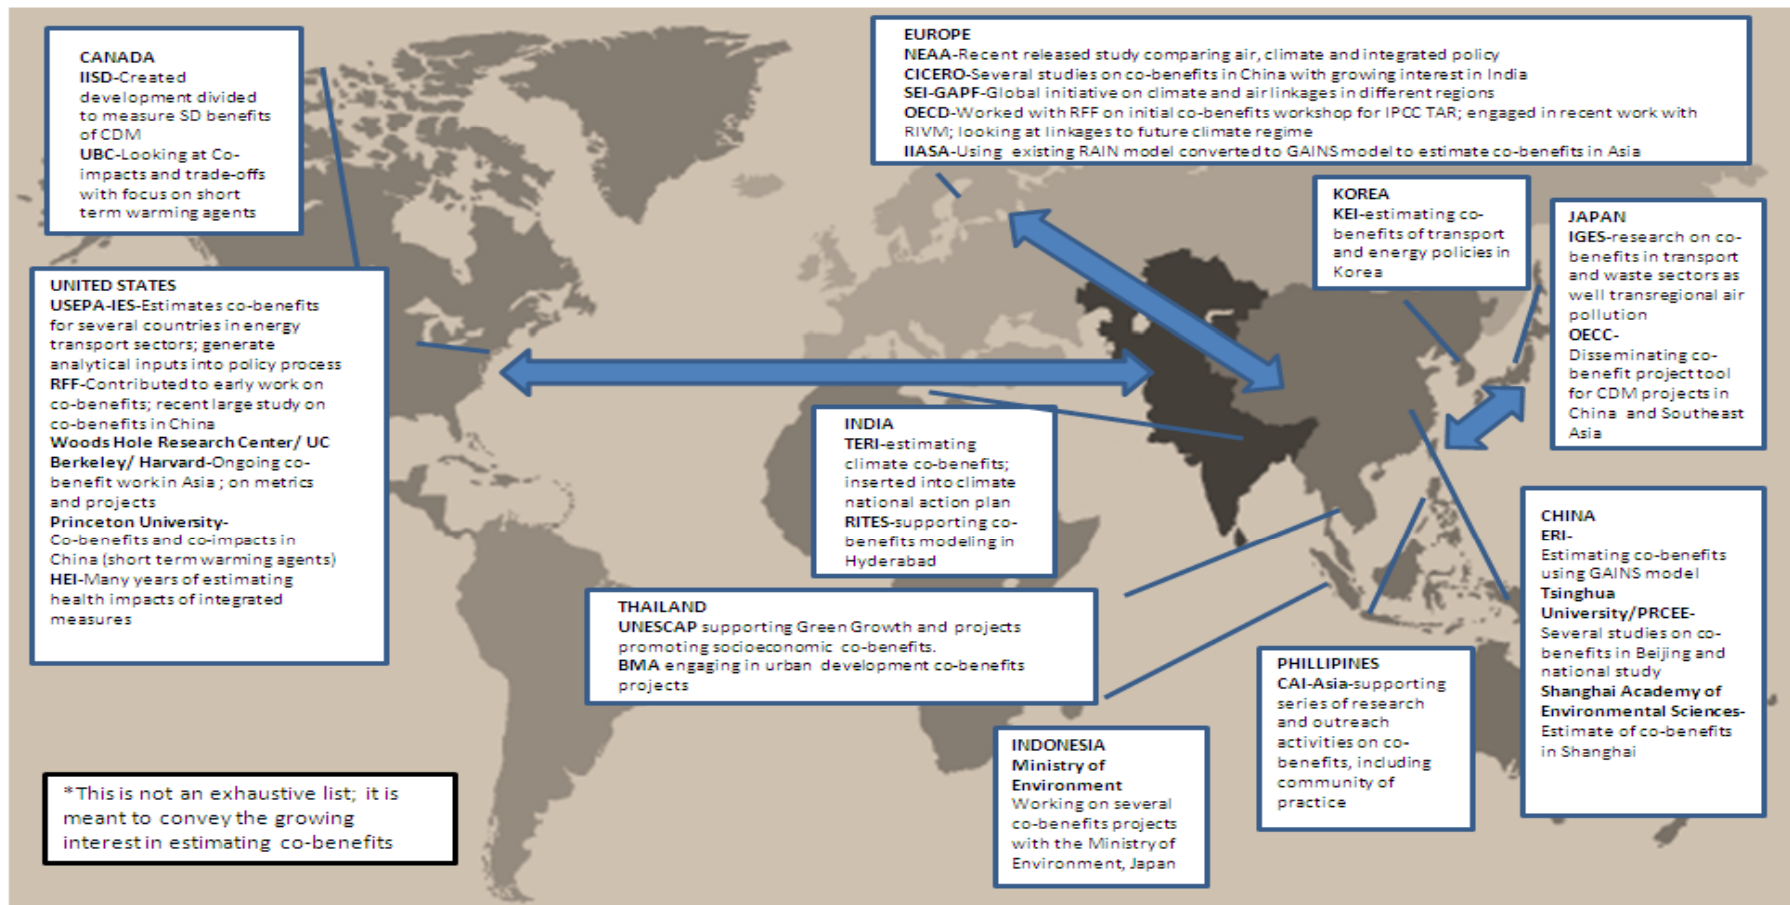 CANADA
IISD-Created
development divided
to measure SD benefits
of CDM
UBC-Looking at Co-
impacts and trade-offs
with focus on short
term warming agents
EUROPE
NEAA-Recent released study comparing air, climate and integrated policy
CICERO-Several studies on co-benefits in China with growing interest in India
SEI-GAPF-Global initiative on climate and air linkages in different regions
OECD-Worked with RFF on initial co-benefits workshop for IPCC TAR; engaged in recent work with
RIVM; looking at linkages to future climate regime
IIASA-Using existing RAIN model converted to GAINS model to estimate co-benefits in Asia
KOREA
KEI-estimating co-
benefits of transport
and energy policies in
Korea
JAPAN
IGES-research on co-
benefits in transport
and waste sectors as
well transregional air
pollution
OECC-
Disseminating co-
benefit project tool
for CDM projects in
China and Southeast
Asia
UNITED STATES
USEPA-IES-Estimates co-benefits
for several countries in energy
transport sectors; generate
analytical inputs into policy process
RFF-Contributed to early work on
co-benefits; recent large study on
co-benefits in China
Woods Hole Research Center/ UC
Berkeley/ Harvard-Ongoing co-
benefit work in Asia ; on metrics
and projects
Princeton University-
Co-benefits and co-impacts in
China (short term warming agents)
HEI-Many years of estimating
health impacts of integrated
measures
INDIA
TERI-estimating
climate co-benefits;
inserted into climate
national action plan
RITES-supporting co-
benefits modeling in
Hyderabad
THAILAND
UNESCAP supporting Green Growth and projects
promoting socioeconomic co-benefits.
BMA engaging in urban development co-benefits
projects
CHINA
ERI-
Estimating co-benefits
using GAINS model
Tsinghua
University/PRCEE-
Several studies on co-
benefits in Beijing and
national study
Shanghai Academy of
Environmental Sciences-
Estimate of co-benefits
in Shanghai
PHILLIPINES
CAI-Asia-supporting
series of research
and outreach
activities on co-
benefits, including
community of
practice
INDONESIA
Ministry of
Environment
Working on several
co-benefits projects
with the Ministry of
Environment, Japan
*This is not an exhaustive list; it is
meant to convey the growing
interest in estimating co-benefits